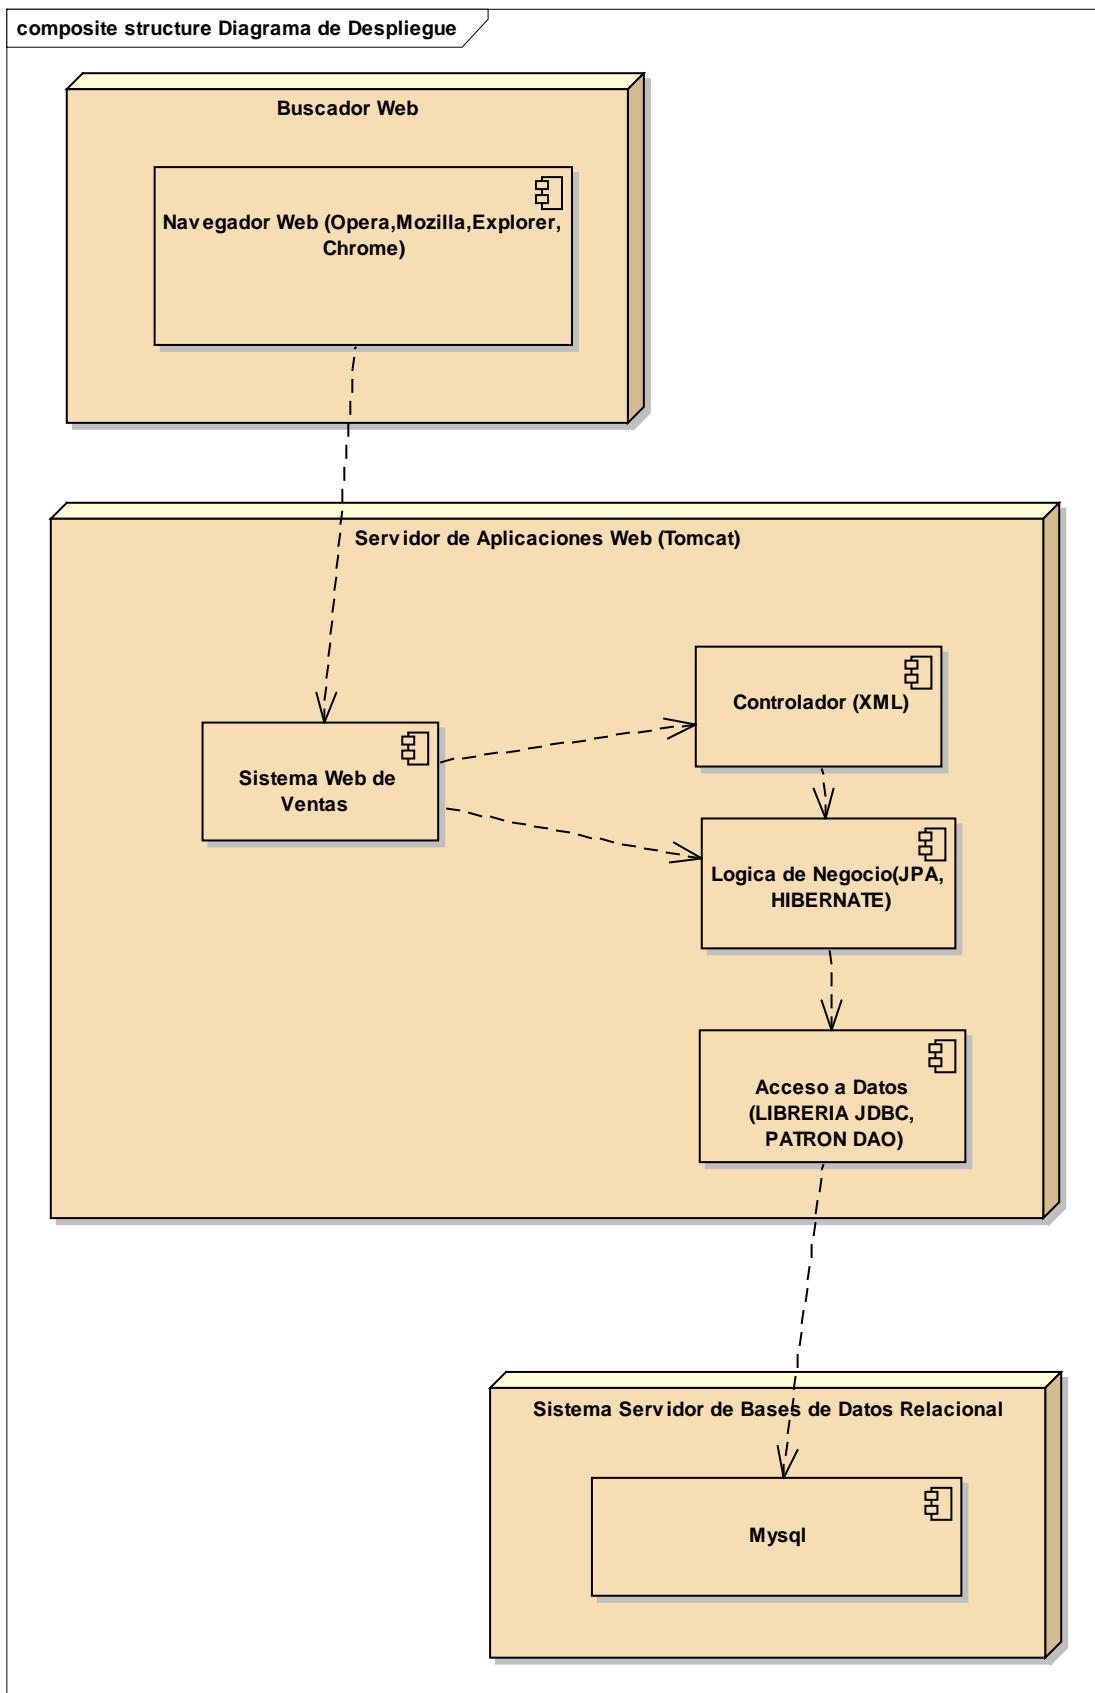 composite structure Diagrama de Despliegue
Buscador Web
Navegador Web (Opera,Mozilla,Explorer,
Chrome)
Servidor de Aplicaciones Web (Tomcat)
Controlador (XML)
Sistema Web de
Ventas
Logica de Negocio(JPA,
HIBERNATE)
Acceso a Datos
(LIBRERIA JDBC,
PATRON DAO)
Sistema Servidor de Bases de Datos Relacional
Mysql